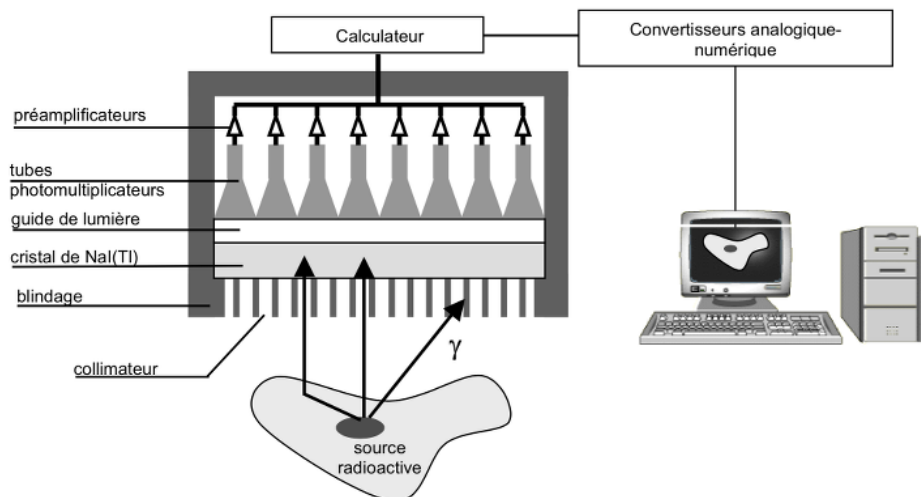 Calculateur
Convertisseurs analogique-
numérique
préamplificateurs
tubes
photomultiplicateurs
guide de lumière
cristal de NaI(Tl)
blindage
collimateur
γ
source
radioactive